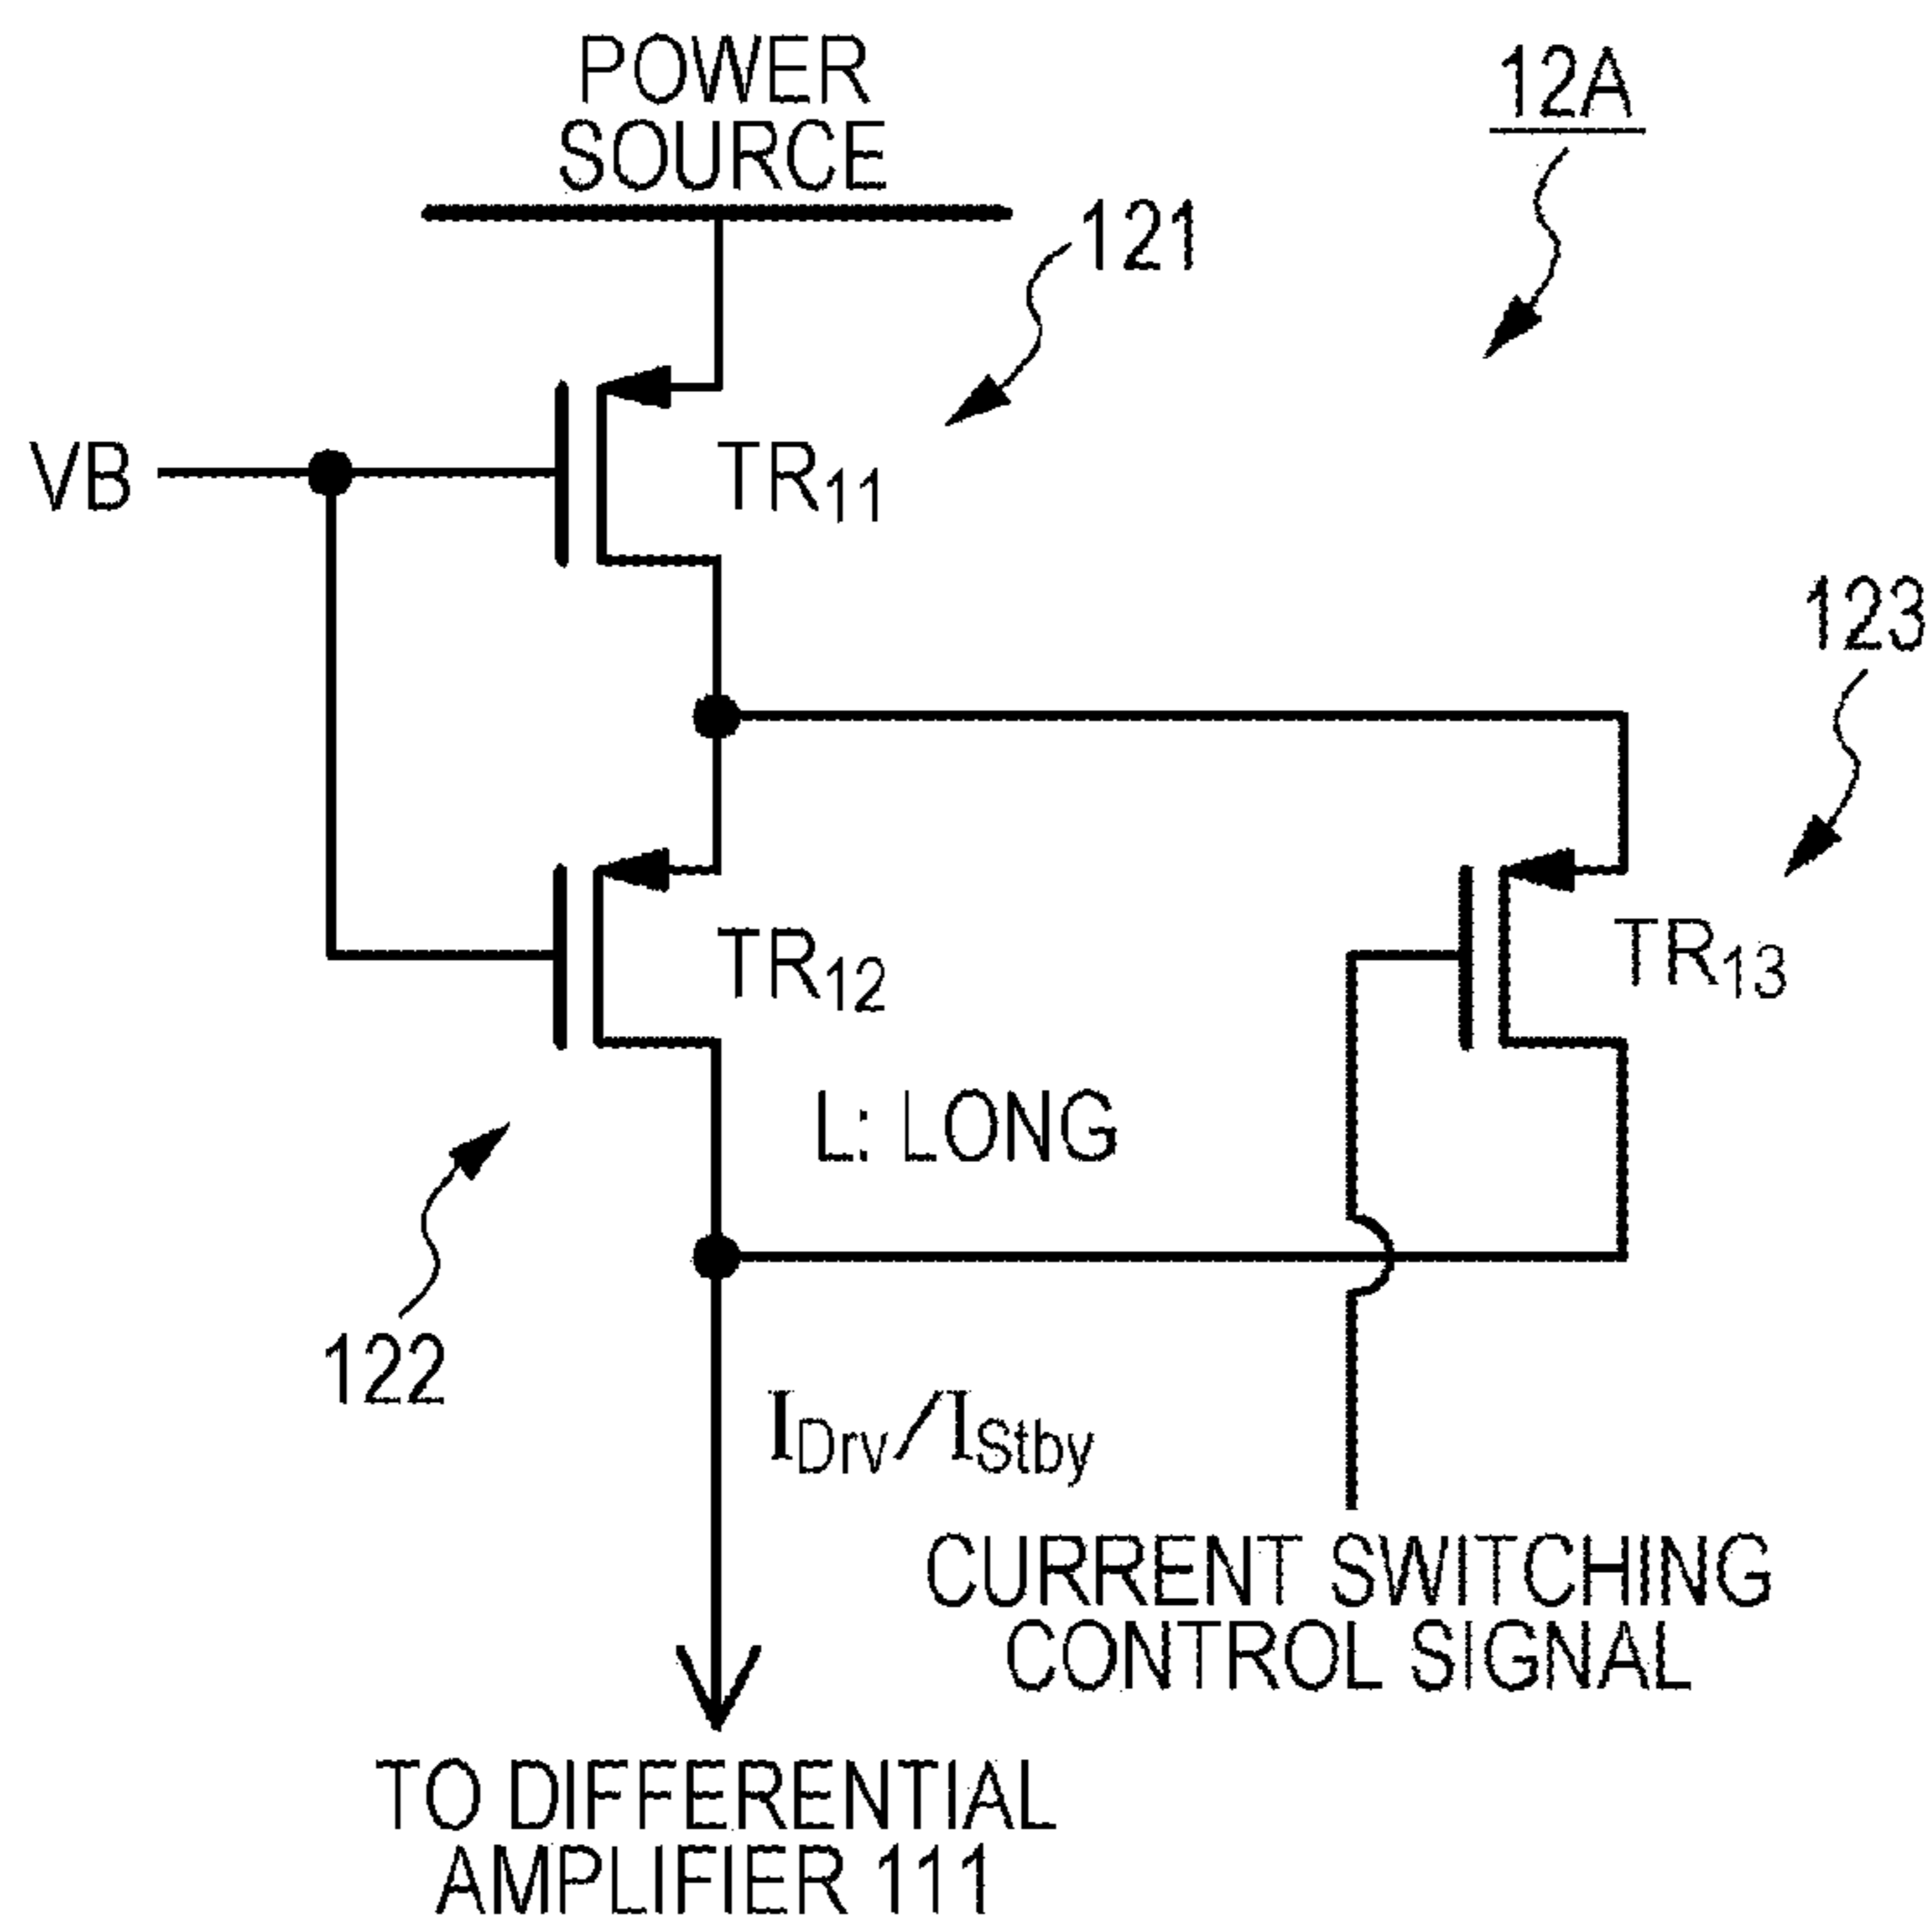 POWER
SOURCE
12A
121
VB
TR11
123
TR12
TR13
L: LONG
122
IDrv/IStby
CURRENT SWITCHING
CONTROL SIGNAL
TO DIFFERENTIAL
AMPLIFIER 111